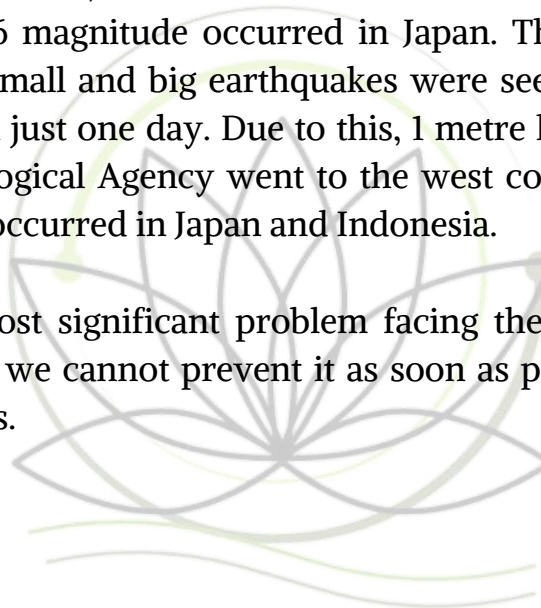 6 magnitude occurred in Japan. Th
mall and big earthquakes were see
just one day. Due to this, 1 metre
ogical Agency went to the west co
occurred in Japan and Indonesia.
ost significant problem facing the
we cannot prevent it as soon as p
s.